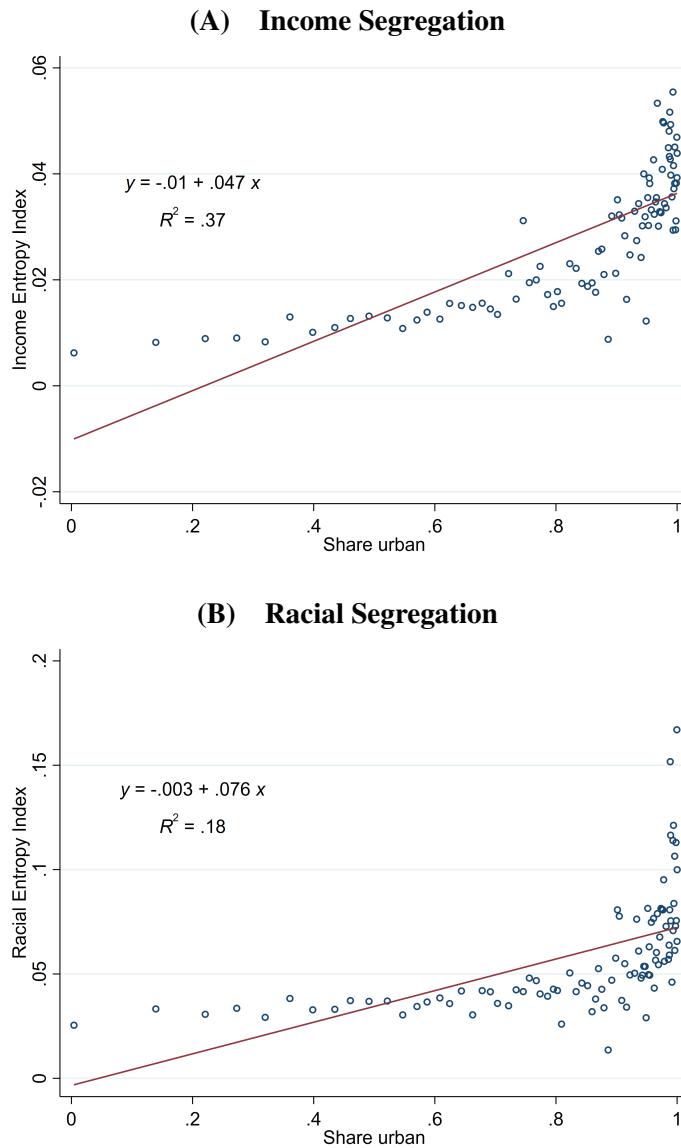 (A) Income Segregation
.06
.04
.02
0
-.02
Income Entropy Index
y = -.01 + .047 x
R² = .37
0 .2 .4 .6 .8 1
Share urban
(B) Racial Segregation
.2
.15
.1
.05
0
Racial Entropy Index
y = -.003 + .076 x
R² = .18
0 .2 .4 .6 .8 1
Share urban